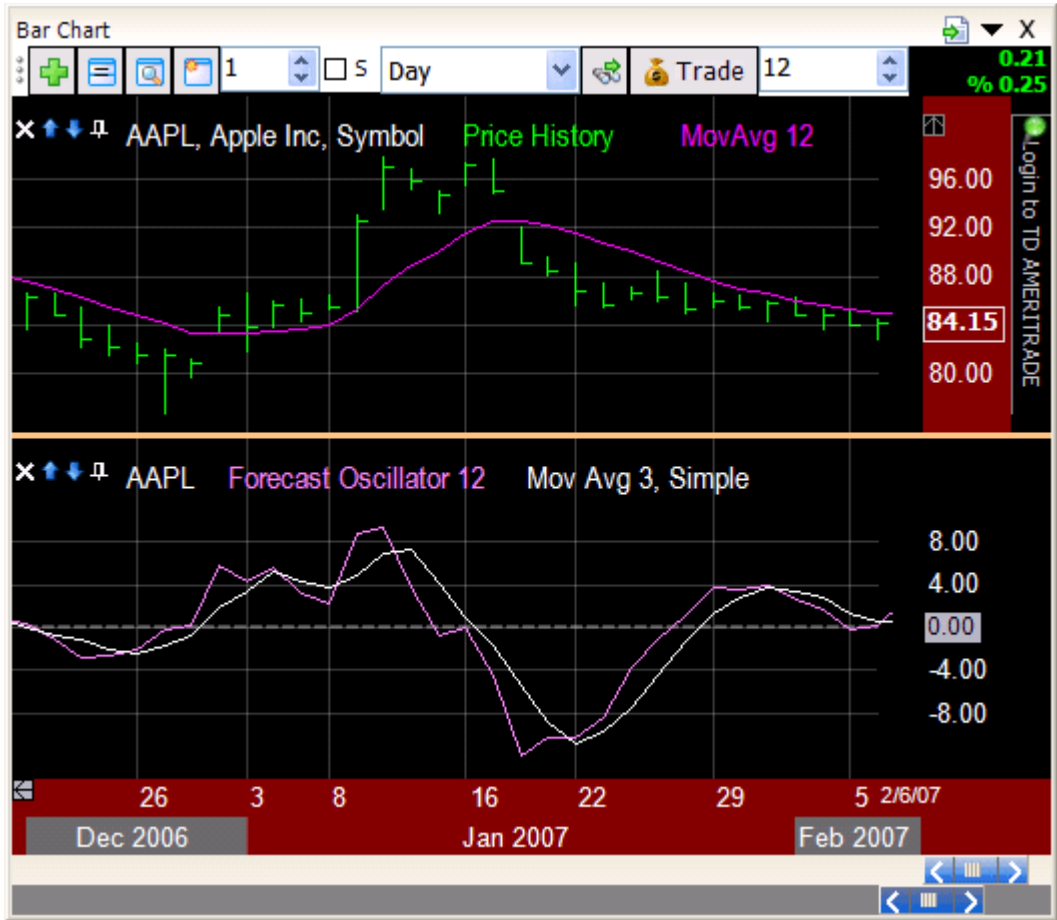 Bar Chart X
1 S Day Trade 12 0.21
% 0.25
AAPL, Apple Inc, Symbol Price History MovAvg 12
96.00
92.00
88.00
84.15
80.00
Login to TD AMERITRADE
AAPL Forecast Oscillator 12 Mov Avg 3, Simple
8.00
4.00
0.00
-4.00
-8.00
26 3 8 16 22 29 5 2/6/07
Dec 2006 Jan 2007 Feb 2007